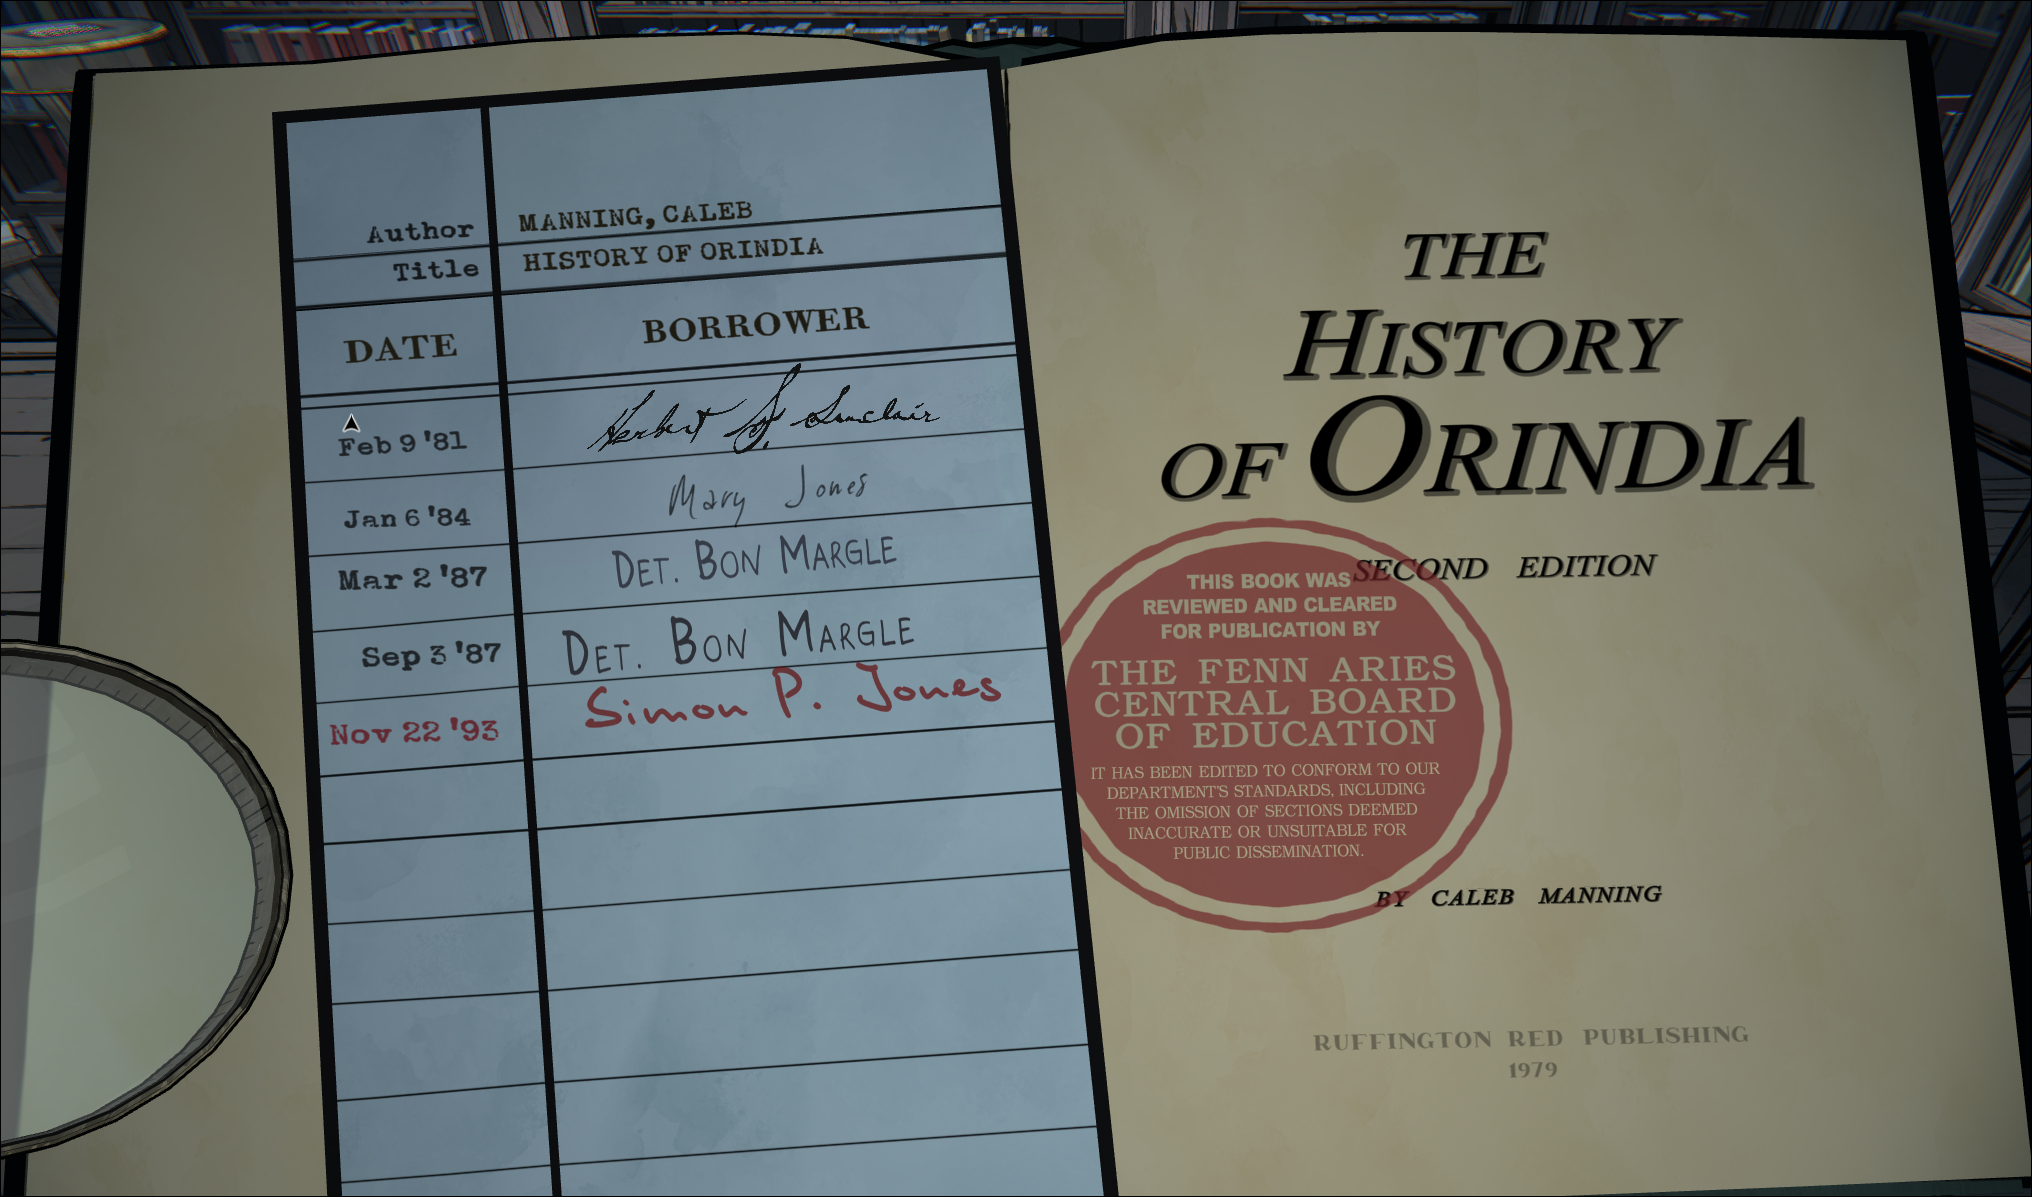 Author MANNING, CALEB
Title HISTORY OF ORINDIA
DATE BORROWER
Feb 9 '81 Herbert S. Sinclair
Jan 6 '84 Mary Jones
Mar 2 '87 DET. BON MARGLE
Sep 3 '87 DET. BON MARGLE
Nov 22 '93 Simon P. Jones
THE
HISTORY
OF ORINDIA
SECOND EDITION
THIS BOOK WAS
REVIEWED AND CLEARED
FOR PUBLICATION BY
THE FENN ARIES
CENTRAL BOARD
OF EDUCATION
IT HAS BEEN EDITED TO CONFORM TO OUR
DEPARTMENT'S STANDARDS, INCLUDING
THE OMISSION OF SECTIONS DEEMED
INACCURATE OR UNSUITABLE FOR
PUBLIC DISSEMINATION.
BY CALEB MANNING
RUFFINGTON RED PUBLISHING
1979